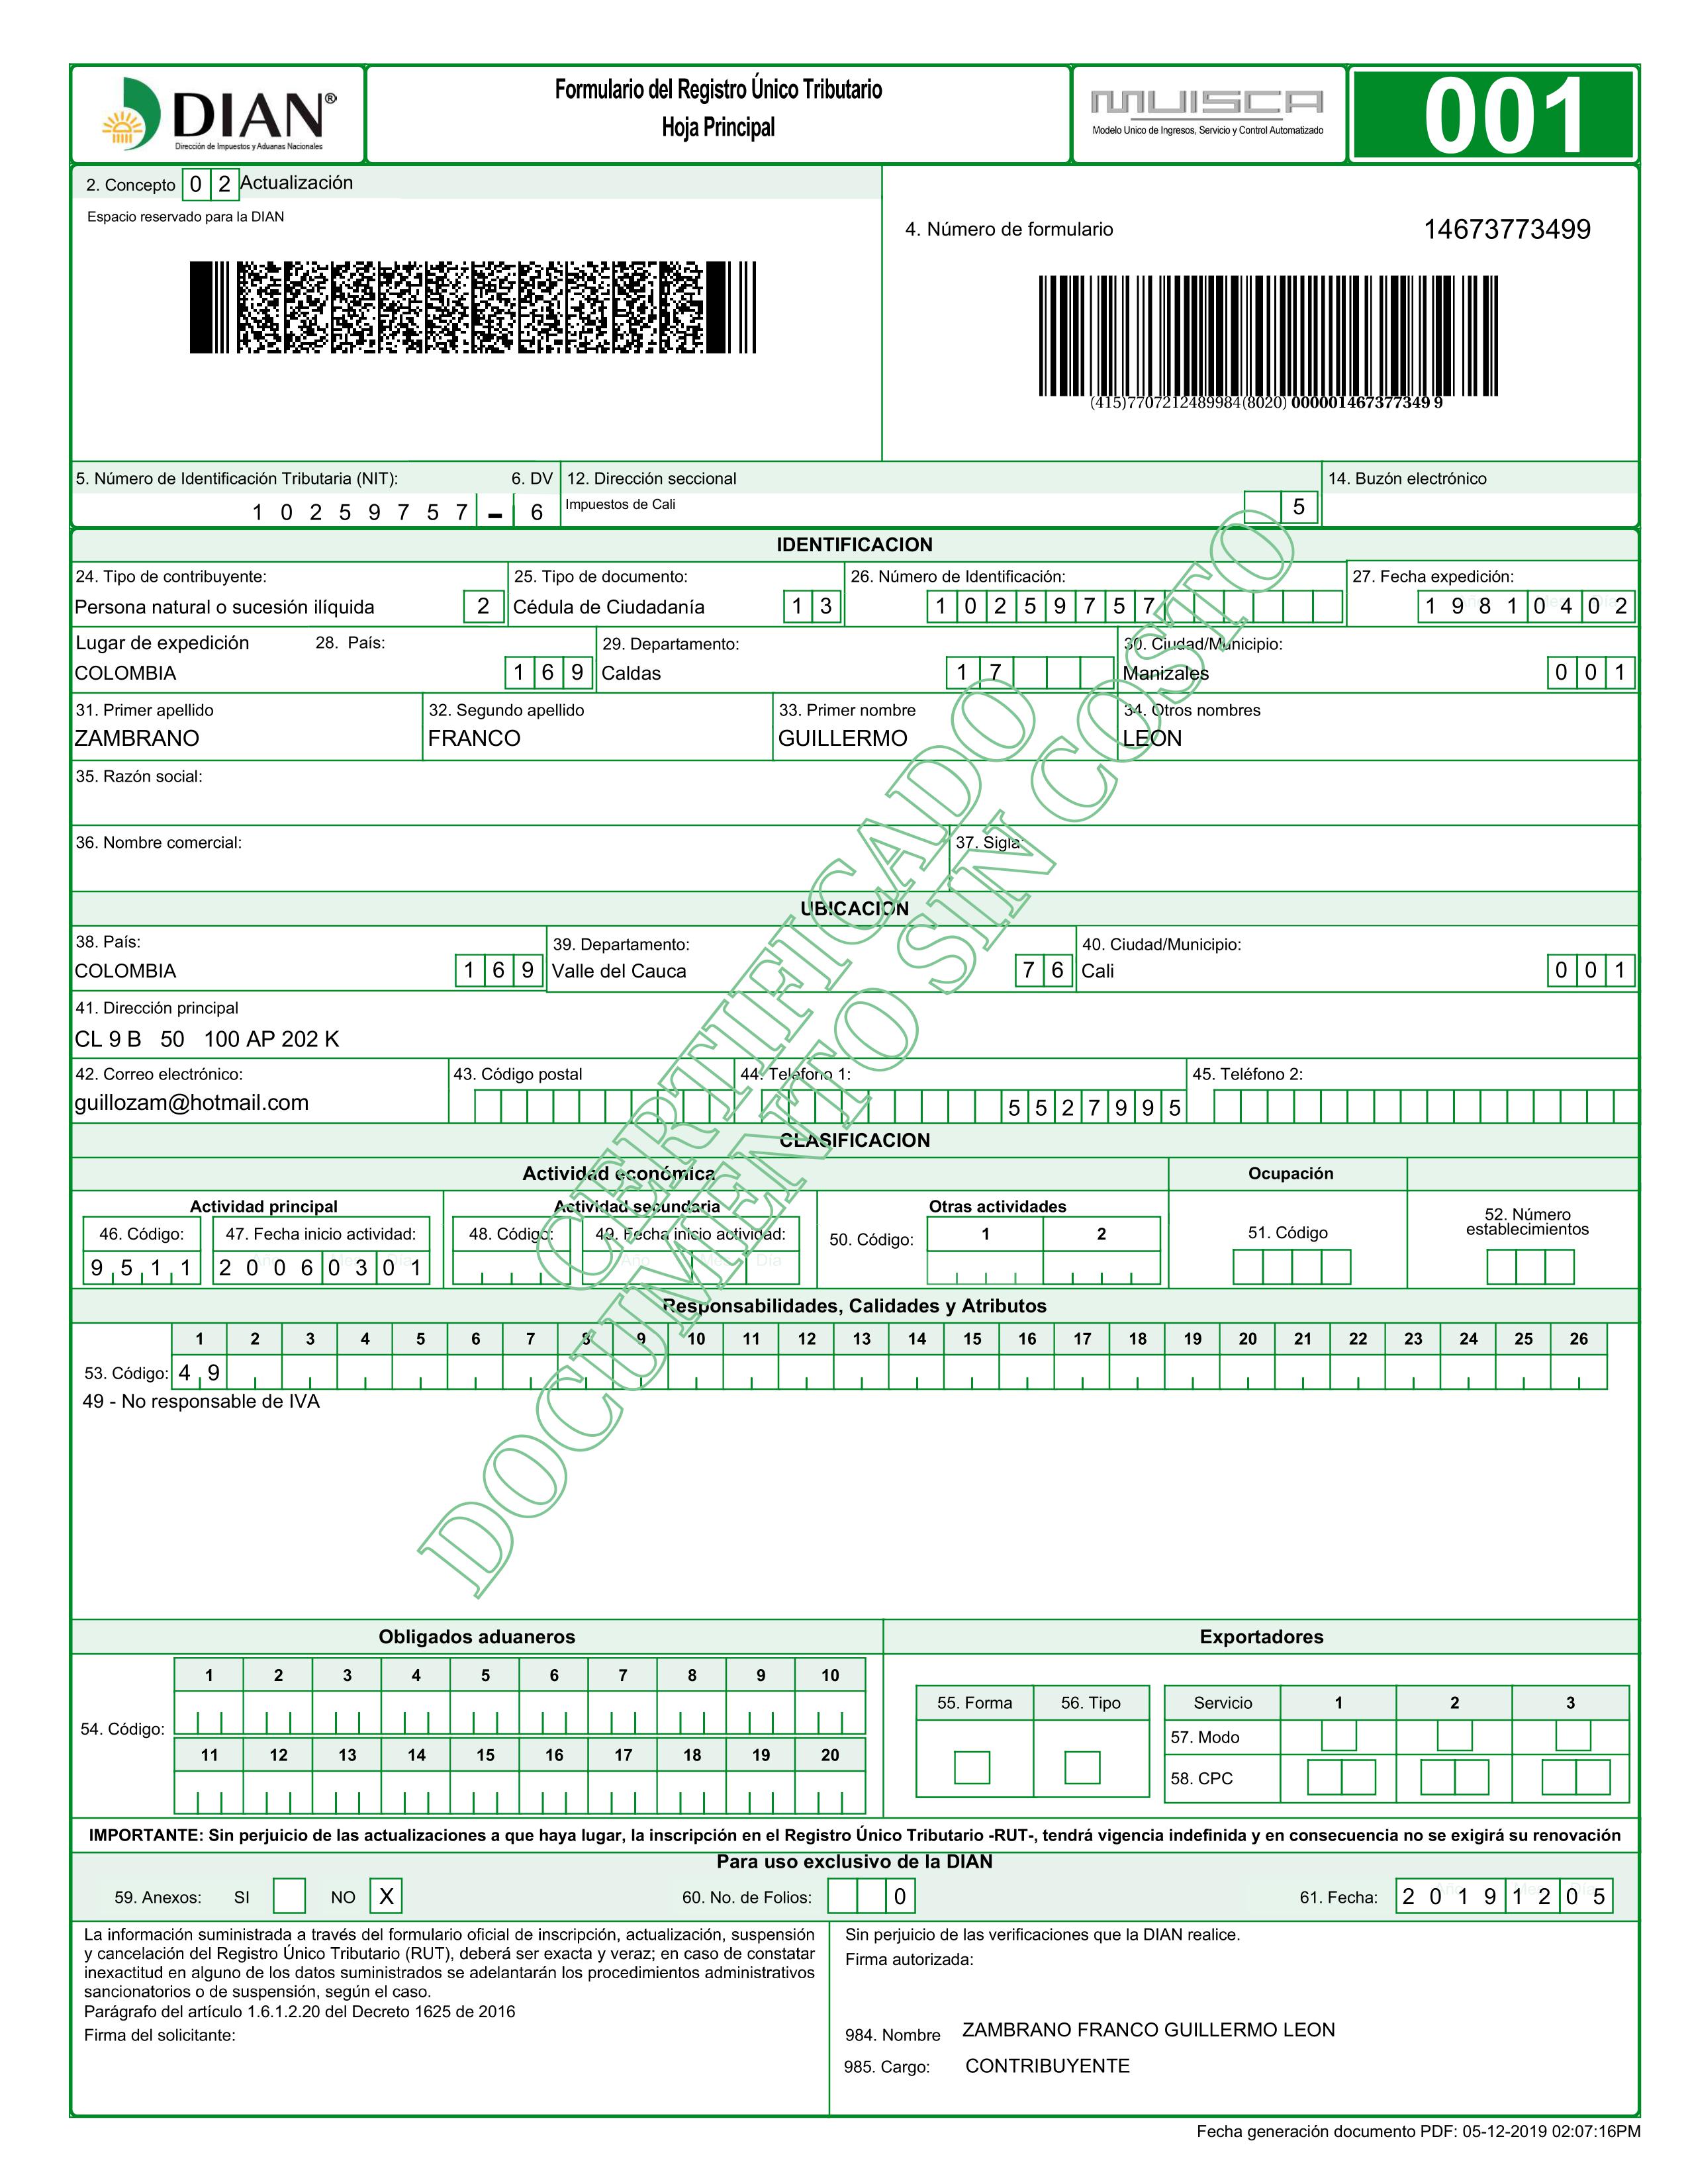 DIAN®
Dirección de Impuestos y Aduanas Nacionales
Formulario del Registro Único Tributario
Hoja Principal
MUISCA
Modelo Unico de Ingresos, Servicio y Control Automatizado
001
2. Concepto 0 2 Actualización
Espacio reservado para la DIAN
4. Número de formulario 14673773499
(415)7707212489984(8020) 000001467377349 9
5. Número de Identificación Tributaria (NIT): 6. DV 12. Dirección seccional 14. Buzón electrónico
1 0 2 5 9 7 5 7 - 6 Impuestos de Cali 5
IDENTIFICACION
24. Tipo de contribuyente: 25. Tipo de documento: 26. Número de Identificación: 27. Fecha expedición:
Persona natural o sucesión ilíquida 2 Cédula de Ciudadanía 1 3 1 0 2 5 9 7 5 7 1 9 8 1 0 4 0 2
Lugar de expedición 28. País: 29. Departamento: 30. Ciudad/Municipio:
COLOMBIA 1 6 9 Caldas 1 7 Manizales 0 0 1
31. Primer apellido 32. Segundo apellido 33. Primer nombre 34. Otros nombres
ZAMBRANO FRANCO GUILLERMO LEON
35. Razón social:
36. Nombre comercial: 37. Sigla:
UBICACION
38. País: 39. Departamento: 40. Ciudad/Municipio:
COLOMBIA 1 6 9 Valle del Cauca 7 6 Cali 0 0 1
41. Dirección principal
CL 9 B 50 100 AP 202 K
42. Correo electrónico: 43. Código postal 44. Teléfono 1: 45. Teléfono 2:
guillozam@hotmail.com 5 5 2 7 9 9 5
CLASIFICACION
Actividad económica Ocupación
Actividad principal Actividad secundaria Otras actividades 52. Número establecimientos
46. Código: 47. Fecha inicio actividad: 48. Código: 49. Fecha inicio actividad: 50. Código: 1 2 51. Código
9 5 1 1 2 0 0 6 0 3 0 1 Año Mes Día
Responsabilidades, Calidades y Atributos
1 2 3 4 5 6 7 8 9 10 11 12 13 14 15 16 17 18 19 20 21 22 23 24 25 26
53. Código: 4 9
49 - No responsable de IVA
CERTIFICADO
DOCUMENTO SIN COSTO
Obligados aduaneros Exportadores
1 2 3 4 5 6 7 8 9 10
54. Código:
11 12 13 14 15 16 17 18 19 20
55. Forma 56. Tipo Servicio 1 2 3
57. Modo
58. CPC
IMPORTANTE: Sin perjuicio de las actualizaciones a que haya lugar, la inscripción en el Registro Único Tributario -RUT-, tendrá vigencia indefinida y en consecuencia no se exigirá su renovación
Para uso exclusivo de la DIAN
59. Anexos: SI NO X 60. No. de Folios: 0 61. Fecha: 2 0 1 9 1 2 0 5
La información suministrada a través del formulario oficial de inscripción, actualización, suspensión
y cancelación del Registro Único Tributario (RUT), deberá ser exacta y veraz; en caso de constatar
inexactitud en alguno de los datos suministrados se adelantarán los procedimientos administrativos
sancionatorios o de suspensión, según el caso.
Parágrafo del artículo 1.6.1.2.20 del Decreto 1625 de 2016
Firma del solicitante:
Sin perjuicio de las verificaciones que la DIAN realice.
Firma autorizada:
984. Nombre ZAMBRANO FRANCO GUILLERMO LEON
985. Cargo: CONTRIBUYENTE
Fecha generación documento PDF: 05-12-2019 02:07:16PM